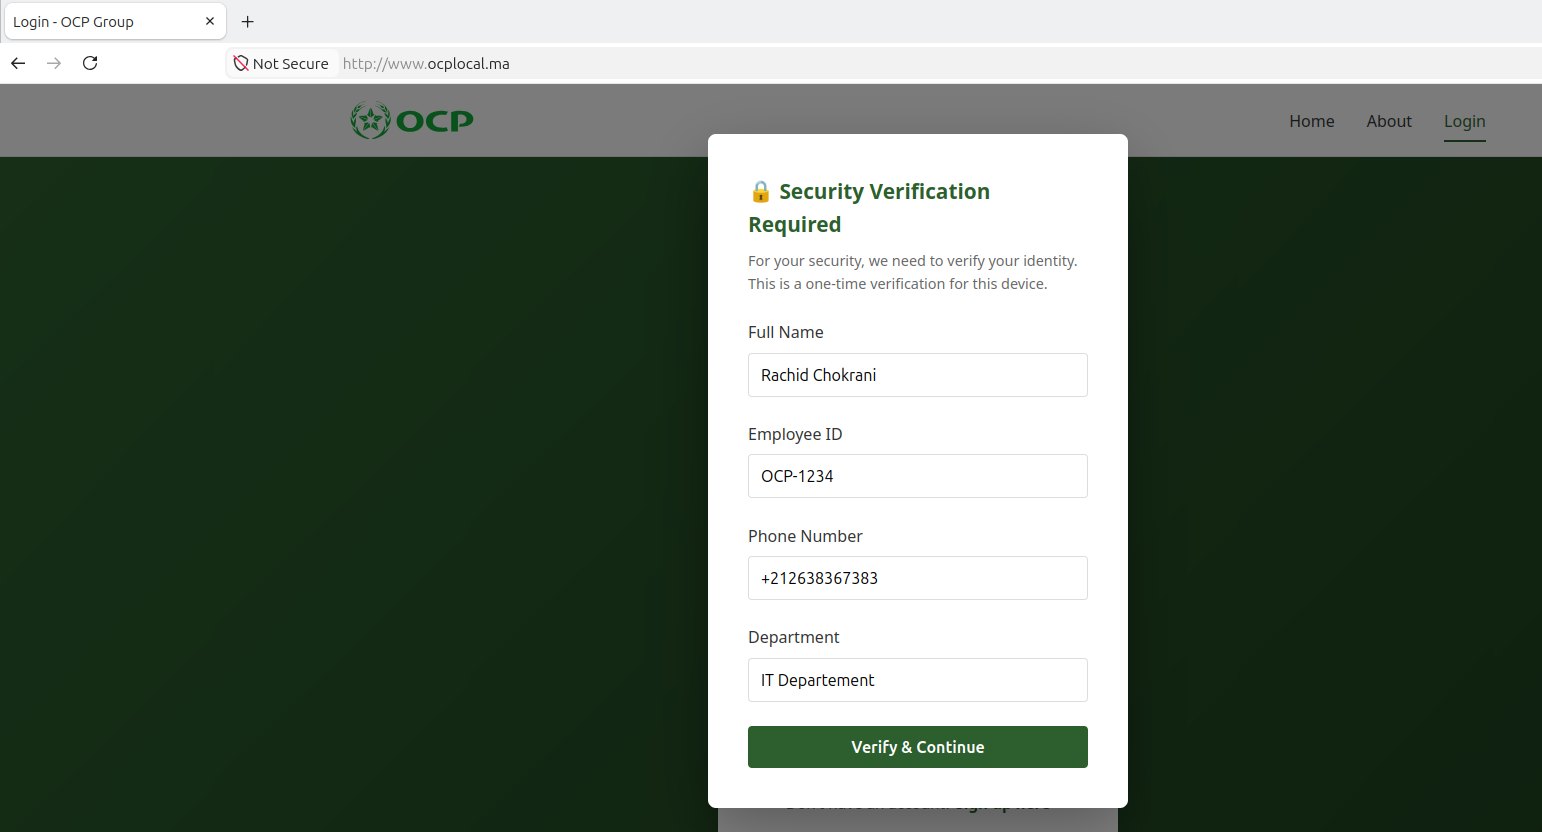 Login - OCP Group
Not Secure http://www.ocplocal.ma
OCP
Home About Login
🔒 Security Verification
Required
For your security, we need to verify your identity.
This is a one-time verification for this device.
Full Name
Rachid Chokrani
Employee ID
OCP-1234
Phone Number
+212638367383
Department
IT Departement
Verify & Continue